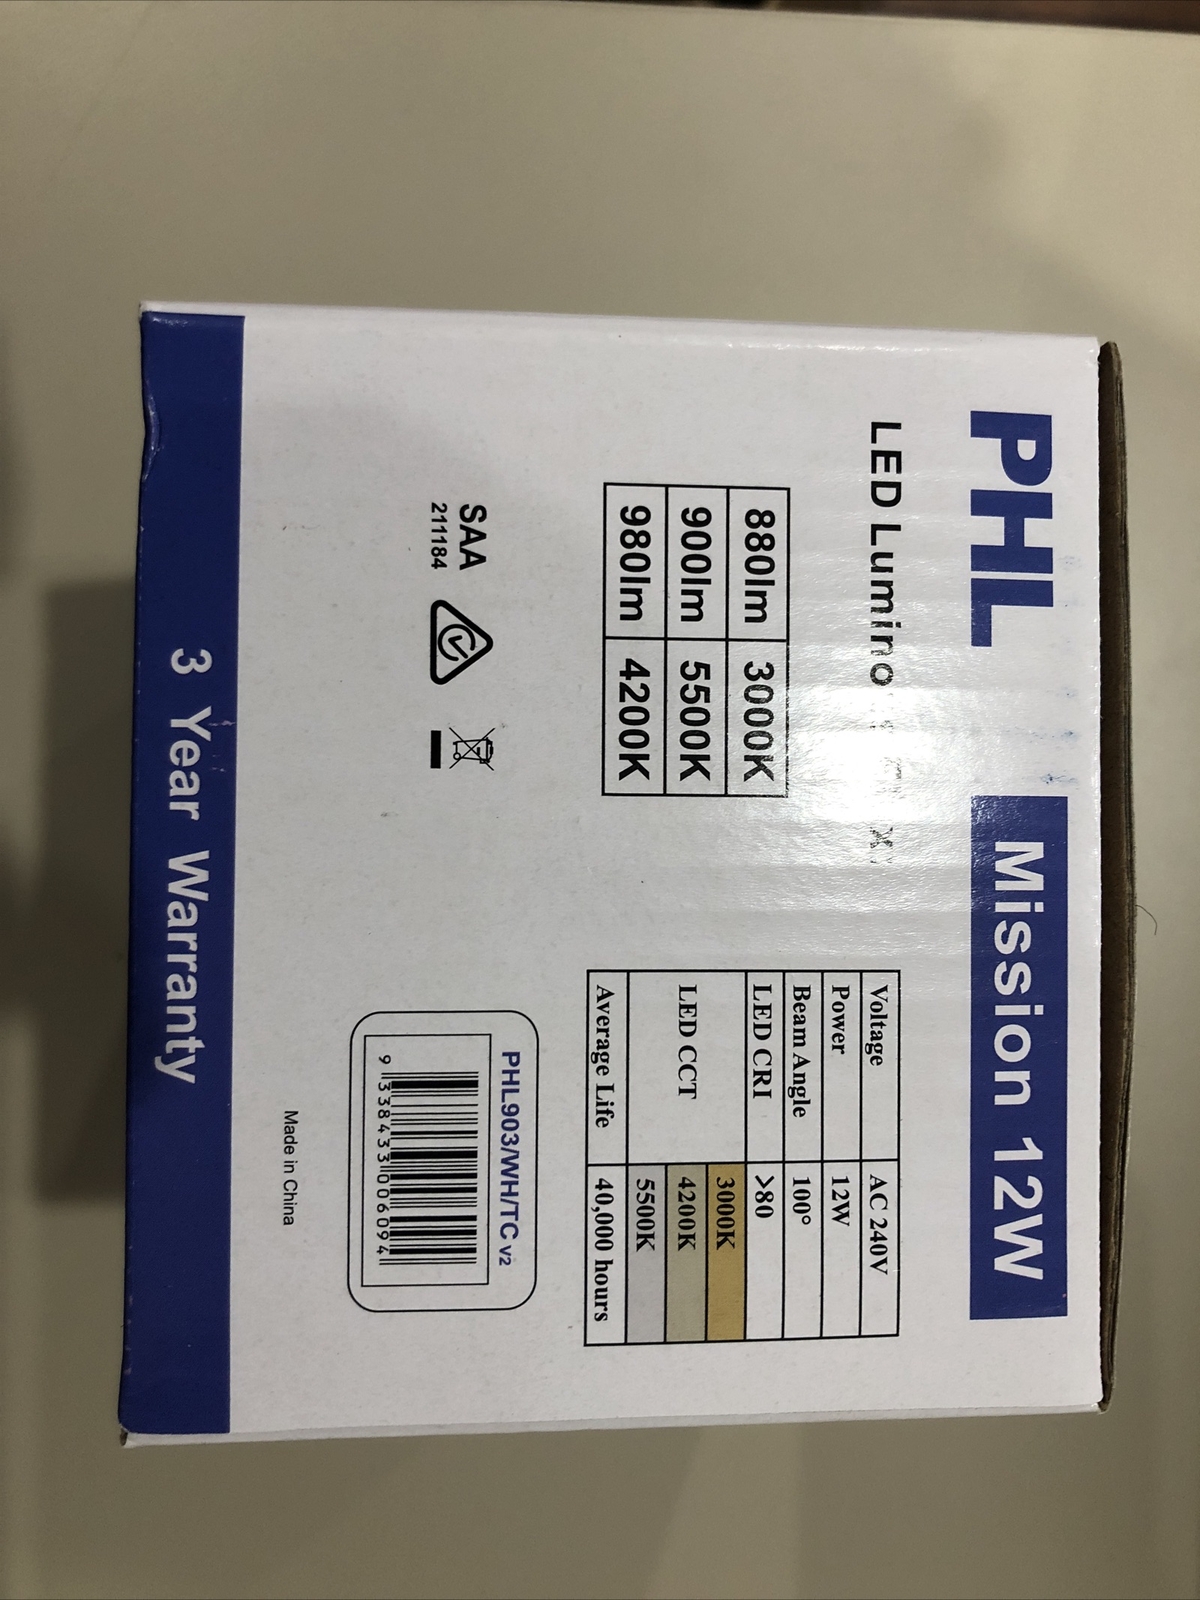 PHL Mission 12W
LED Lumino
880lm 3000K
900lm 5500K
980lm 4200K
Voltage AC 240V
Power 12W
Beam Angle 100°
LED CRI >80
LED CCT 3000K
4200K
5500K
Average Life 40,000 hours
SAA
211184
PHL903/WH/TC V2
9 338433 006094
Made in China
3 Year Warranty